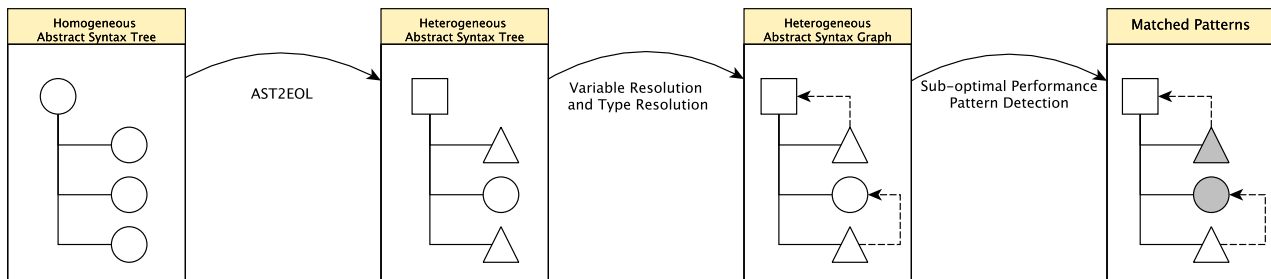 Homogeneous
Abstract Syntax Tree
AST2EOL
Heterogeneous
Abstract Syntax Tree
Variable Resolution
and Type Resolution
Heterogeneous
Abstract Syntax Graph
Sub-optimal Performance
Pattern Detection
Matched Patterns